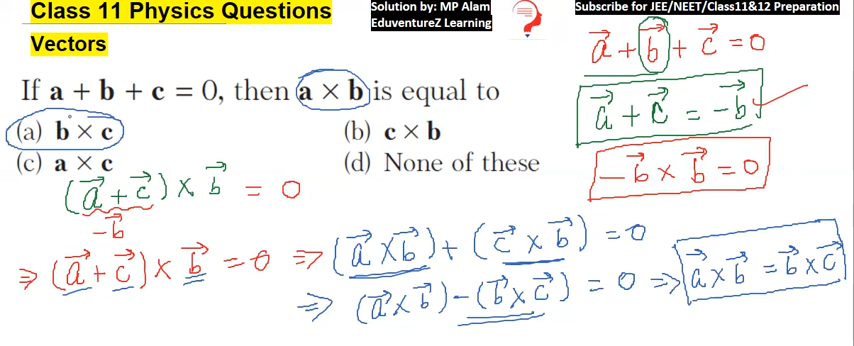 Class 11 Physics Questions
Vectors
Solution by: MP Alam
EduventureZ Learning
Subscribe for JEE/NEET/Class11&12 Preparation
If a + b + c = 0, then a × b is equal to
(a) b × c
(b) c × b
(c) a × c
(d) None of these
a⃗ + b⃗ + c⃗ = 0
a⃗ + c⃗ = -b⃗
-b⃗ × b⃗ = 0
(a⃗ + c⃗) × b⃗ = 0
-b⃗
⇒ (a⃗ + c⃗) × b⃗ = 0 ⇒ (a⃗ × b⃗) + (c⃗ × b⃗) = 0
⇒ (a⃗ × b⃗) - (b⃗ × c⃗) = 0 ⇒ a⃗ × b⃗ = b⃗ × c⃗